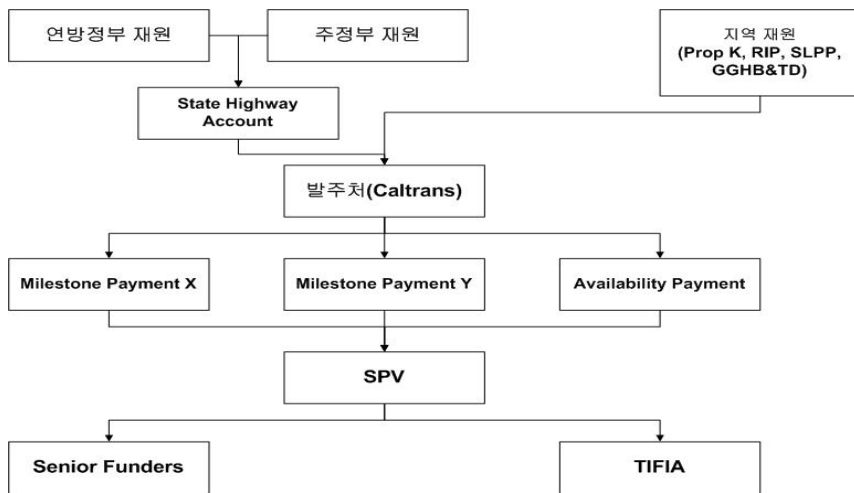 연방정부 재원
주정부 재원
지역 재원
(Prop K, RIP, SLPP,
GGHB&TD)
State Highway
Account
발주처(Caltrans)
Milestone Payment X
Milestone Payment Y
Availability Payment
SPV
Senior Funders
TIFIA